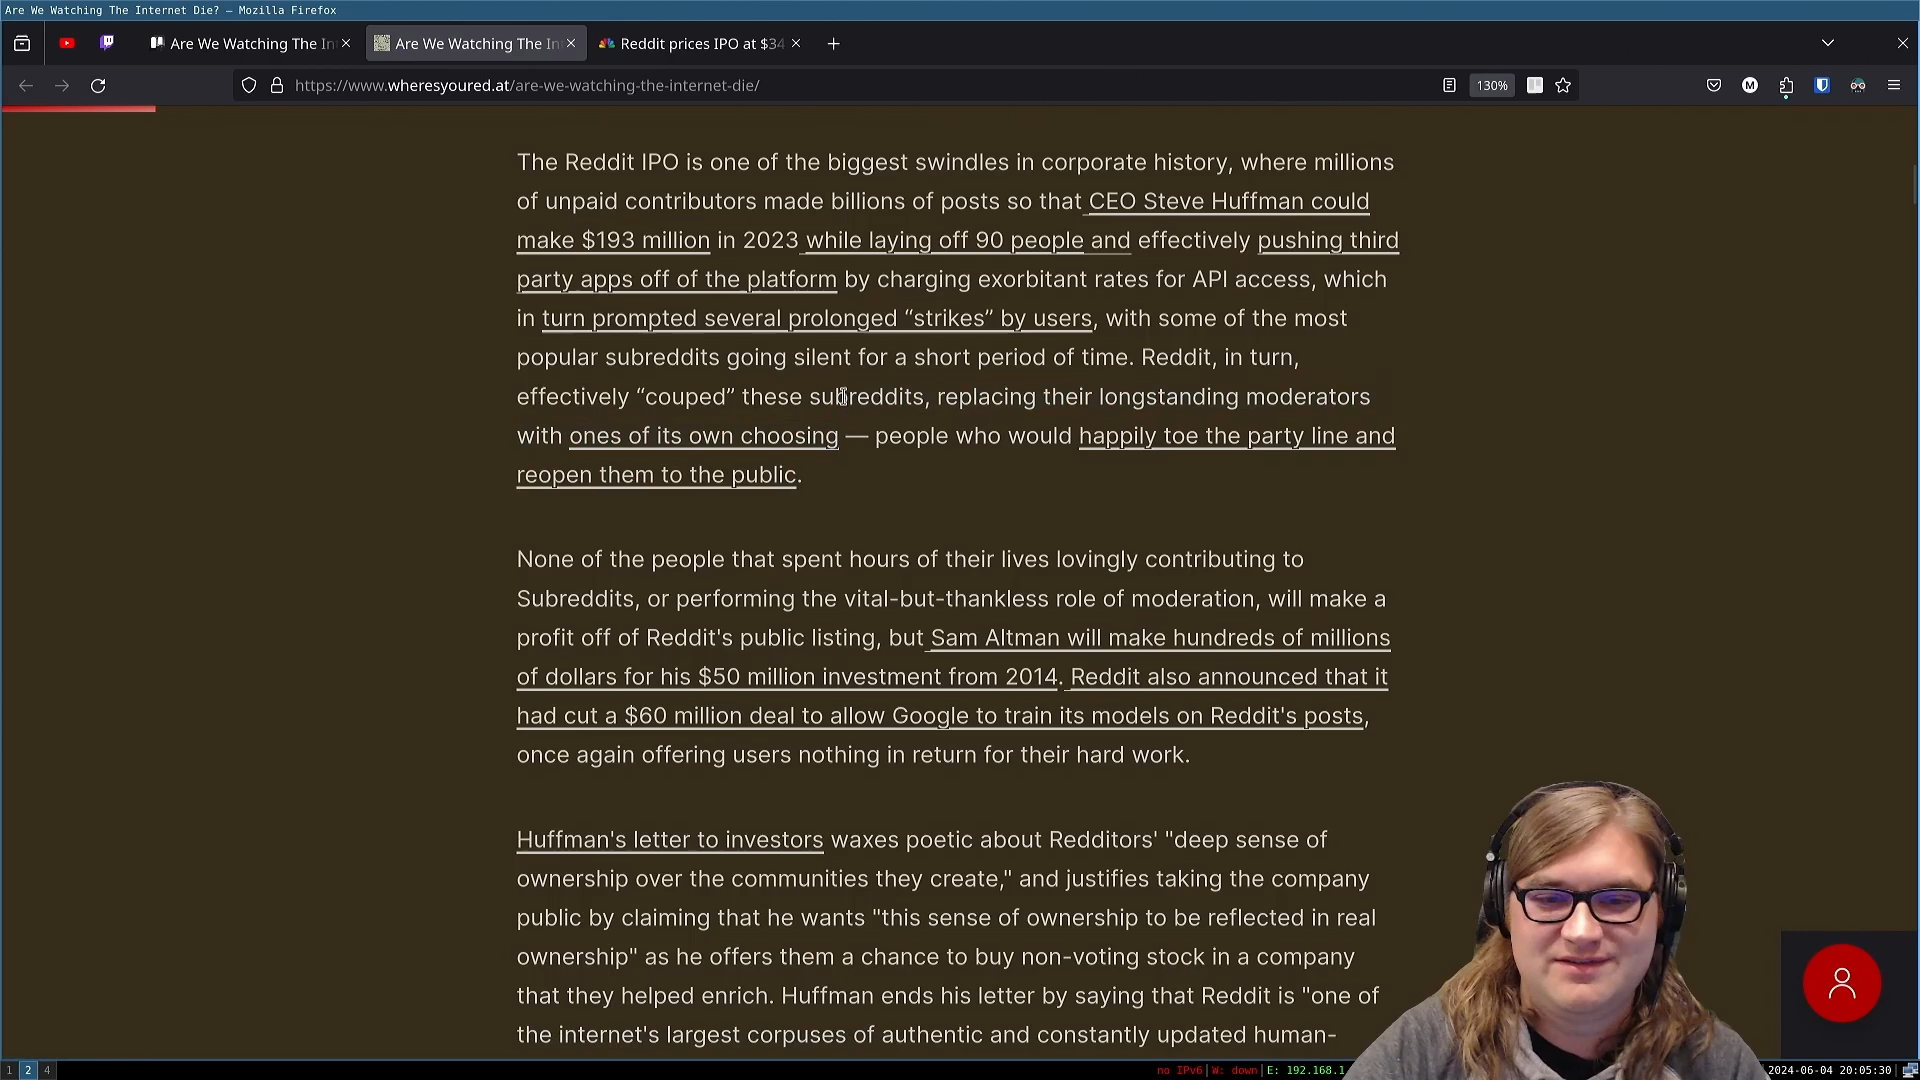 Are We Watching The Internet Die? — Mozilla Firefox
Are We Watching The In
Are We Watching The In
Reddit prices IPO at $34
https://www.wheresyoured.at/are-we-watching-the-internet-die/
130%
M
The Reddit IPO is one of the biggest swindles in corporate history, where millions
of unpaid contributors made billions of posts so that CEO Steve Huffman could
make $193 million in 2023 while laying off 90 people and effectively pushing third
party apps off of the platform by charging exorbitant rates for API access, which
in turn prompted several prolonged “strikes” by users, with some of the most
popular subreddits going silent for a short period of time. Reddit, in turn,
effectively “couped” these subreddits, replacing their longstanding moderators
with ones of its own choosing — people who would happily toe the party line and
reopen them to the public.
None of the people that spent hours of their lives lovingly contributing to
Subreddits, or performing the vital-but-thankless role of moderation, will make a
profit off of Reddit's public listing, but Sam Altman will make hundreds of millions
of dollars for his $50 million investment from 2014. Reddit also announced that it
had cut a $60 million deal to allow Google to train its models on Reddit's posts,
once again offering users nothing in return for their hard work.
Huffman's letter to investors waxes poetic about Redditors' "deep sense of
ownership over the communities they create," and justifies taking the company
public by claiming that he wants "this sense of ownership to be reflected in real
ownership" as he offers them a chance to buy non-voting stock in a company
that they helped enrich. Huffman ends his letter by saying that Reddit is "one of
the internet's largest corpuses of authentic and constantly updated human-
1 2 4
no IPv6 | W: down | E: 192.168.1
2024-06-04 20:05:30